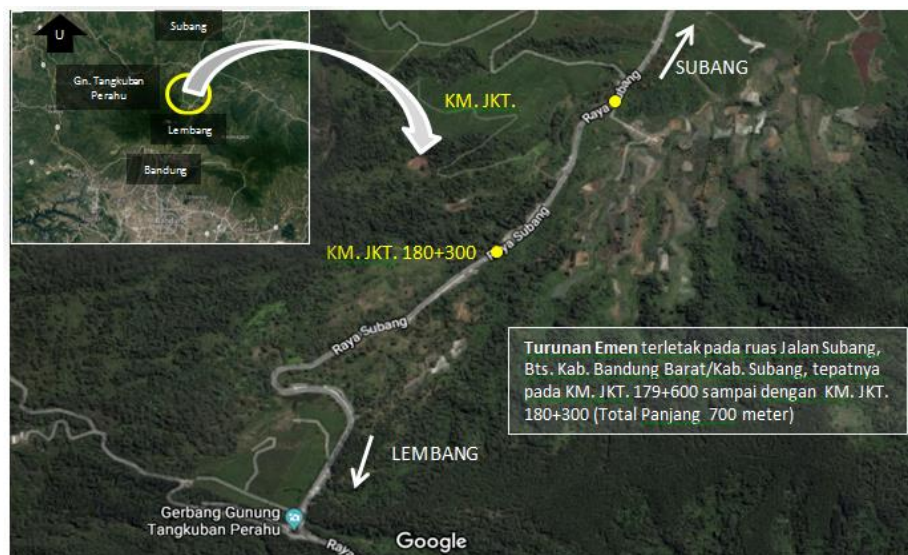 U
Subang
Gn. Tangkuban
Perahu
Lembang
Bandung
SUBANG
KM. JKT.
Raya Subang
Raya Subang
KM. JKT. 180+300
Raya Subang
Turunan Emen terletak pada ruas Jalan Subang,
Bts. Kab. Bandung Barat/Kab. Subang, tepatnya
pada KM. JKT. 179+600 sampai dengan KM. JKT.
180+300 (Total Panjang 700 meter)
LEMBANG
Gerbang Gunung
Tangkuban Perahu
Google
Raya